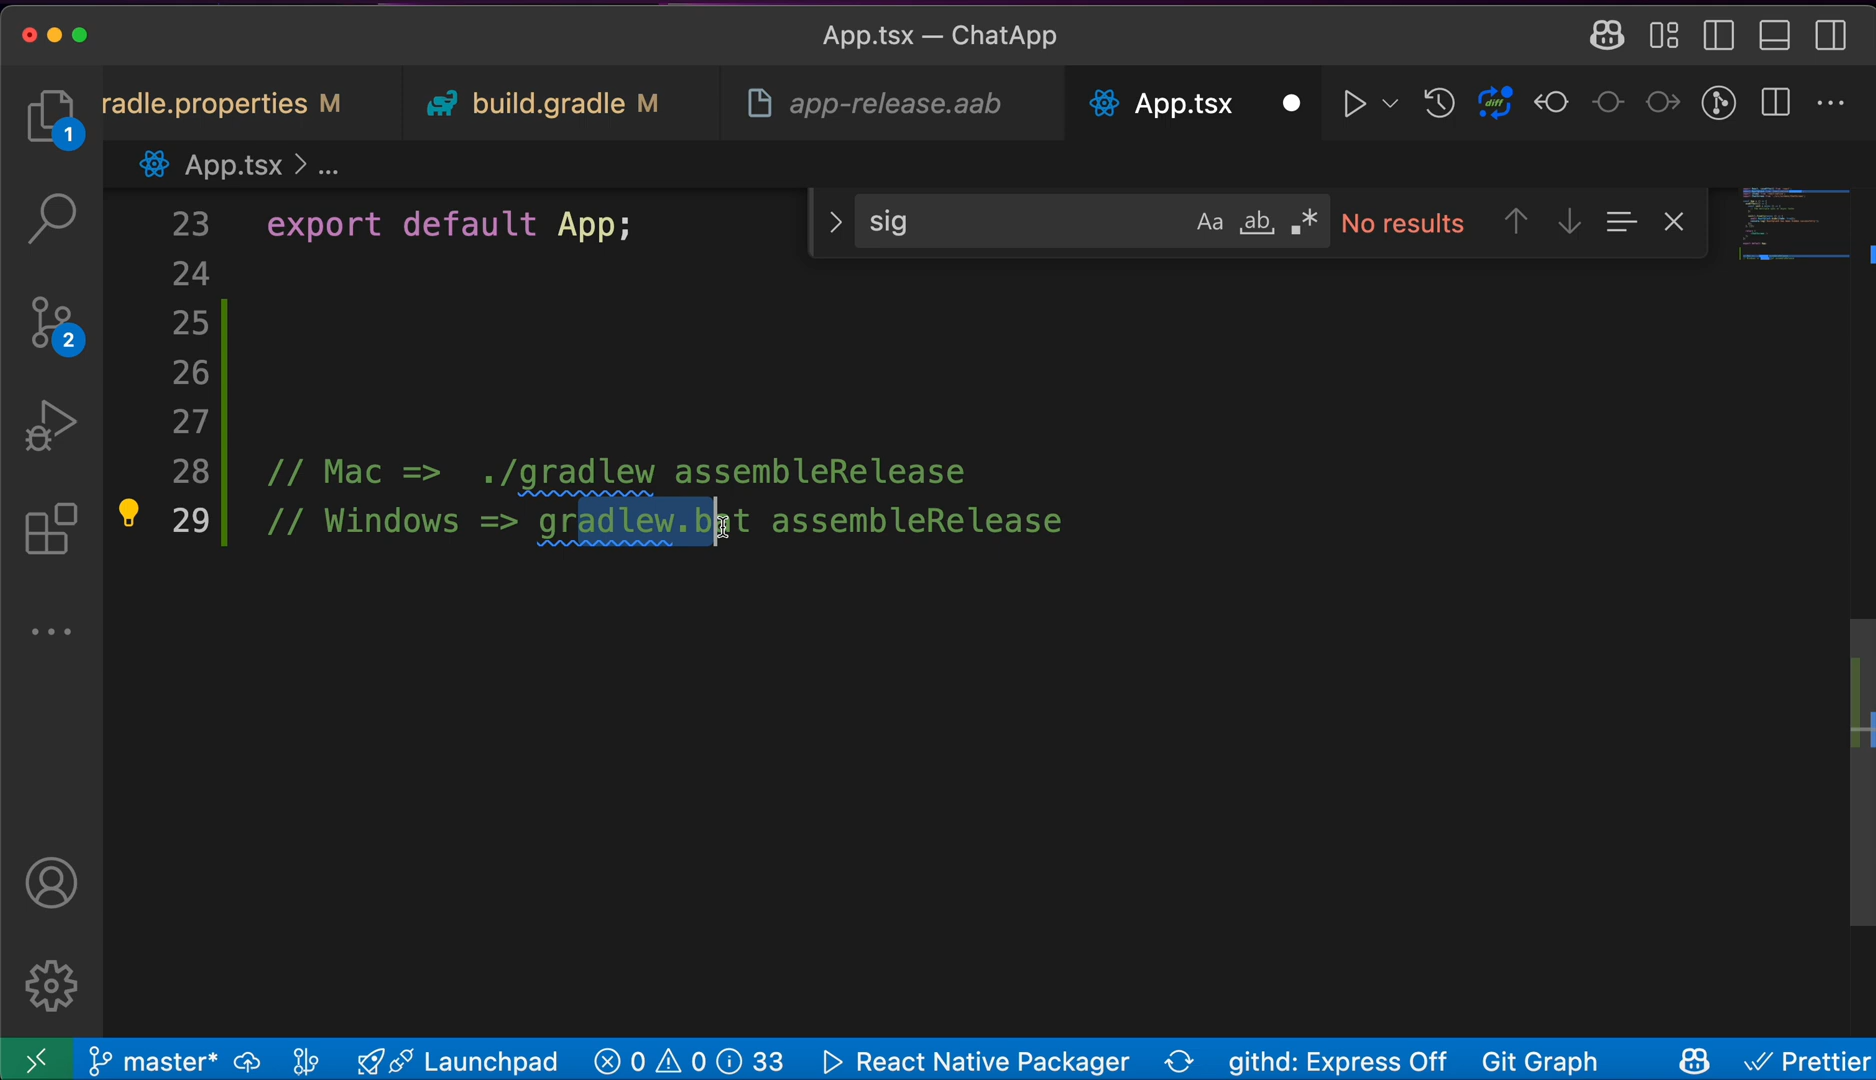 App.tsx — ChatApp
radle.properties M
build.gradle M
app-release.aab
App.tsx
diff
1
App.tsx > ...
sig
Aa
ab
No results
23 export default App;
24
25
26
27
28 // Mac => ./gradlew assembleRelease
29 // Windows => gradlew.bat assembleRelease
2
master*
Launchpad
0
0
33
React Native Packager
githd: Express Off
Git Graph
Prettier